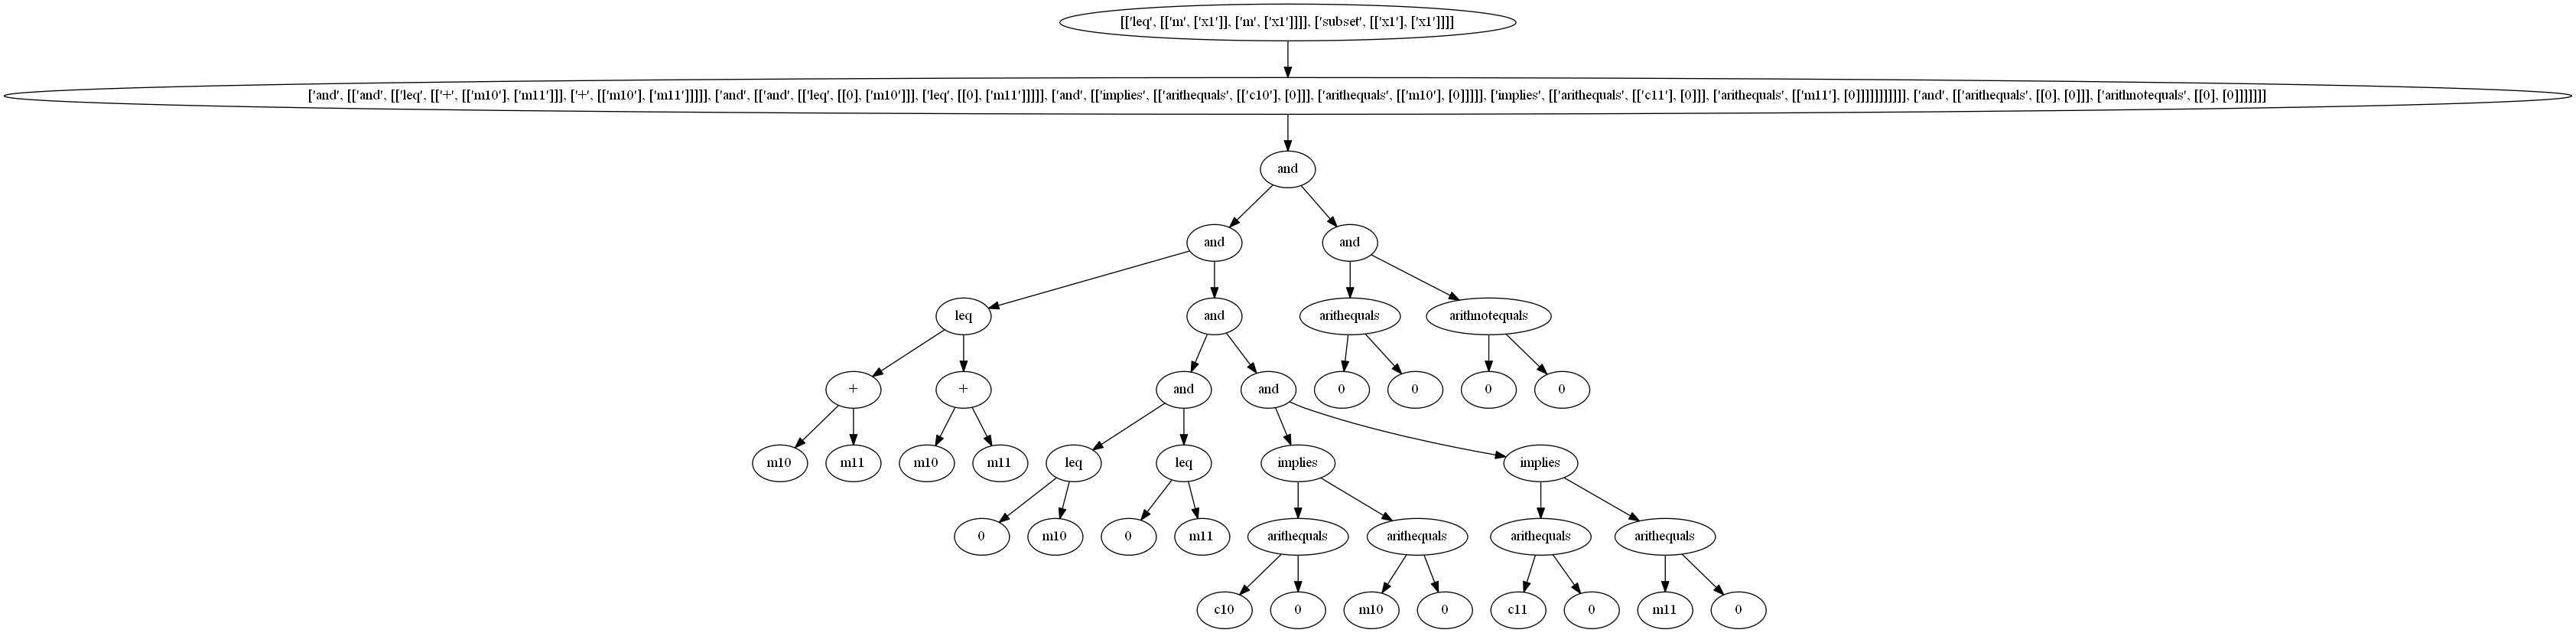 [['leq', [['m', ['x1']], ['m', ['x1']]]], ['subset', [['x1'], ['x1']]]]
['and', [['and', [['leq', [['+', [['m10'], ['m11']]], ['+', [['m10'], ['m11']]]]], ['and', [['and', [['leq', [[0], ['m10']]], ['leq', [[0], ['m11']]]]], ['and', [['implies', [['arithequals', [['c10'], [0]]], ['arithequals', [['m10'], [0]]]]], ['implies', [['arithequals', [['c11'], [0]]], ['arithequals', [['m11'], [0]]]]]]]]]]], ['and', [['arithequals', [[0], [0]]], ['arithnotequals', [[0], [0]]]]]]]
and
and and
leq and arithequals arithnotequals
+ + and and 0 0 0 0
m10 m11 m10 m11 leq leq implies implies
0 m10 0 m11 arithequals arithequals arithequals arithequals
c10 0 m10 0 c11 0 m11 0